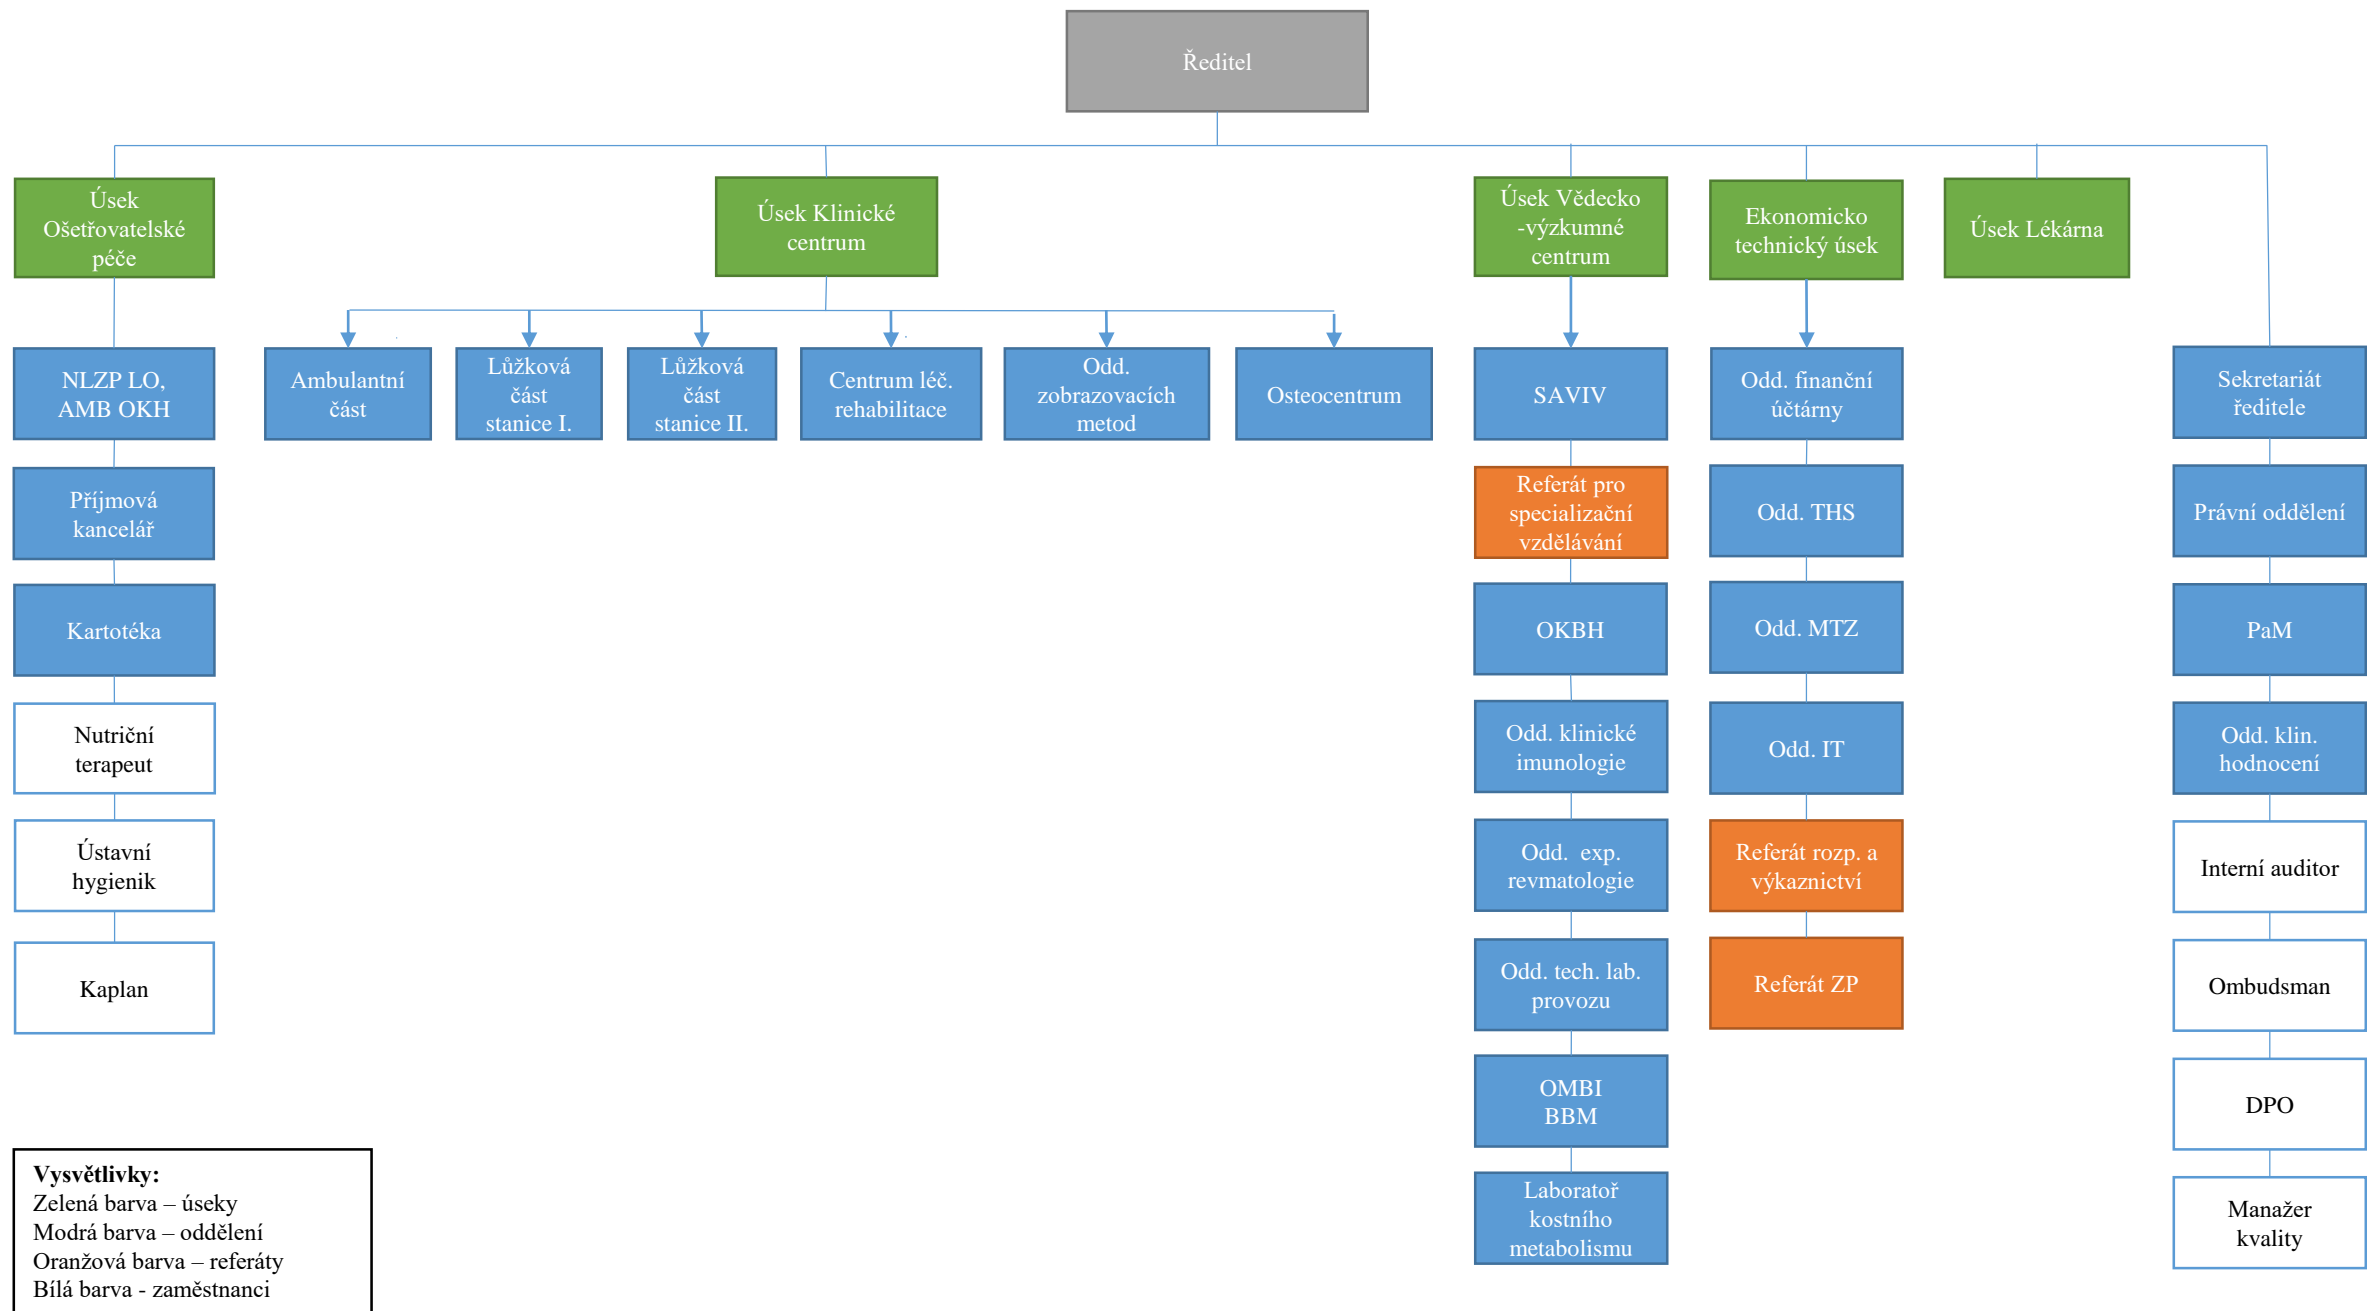 Ředitel
Úsek
Ošetřovatelské
péče
Úsek Klinické
centrum
Úsek Vědecko
-výzkumné
centrum
Ekonomicko
technický úsek
Úsek Lékárna
NLZP LO,
AMB OKH
Ambulantní
část
Lůžková
část
stanice I.
Lůžková
část
stanice II.
Centrum léč.
rehabilitace
Odd.
zobrazovacích
metod
Osteocentrum
SAVIV
Odd. finanční
účtárny
Sekretariát
ředitele
Příjmová
kancelář
Referát pro
specializační
vzdělávání
Odd. THS
Právní oddělení
Kartotéka
OKBH
Odd. MTZ
PaM
Nutriční
terapeut
Odd. klinické
imunologie
Odd. IT
Odd. klin.
hodnocení
Ústavní
hygienik
Odd.  exp.
revmatologie
Referát rozp. a
výkaznictví
Interní auditor
Kaplan
Odd. tech. lab.
provozu
Referát ZP
Ombudsman
OMBI
BBM
DPO
Laboratoř
kostního
metabolismu
Manažer
kvality
Vysvětlivky:
Zelená barva – úseky
Modrá barva – oddělení
Oranžová barva – referáty
Bílá barva - zaměstnanci